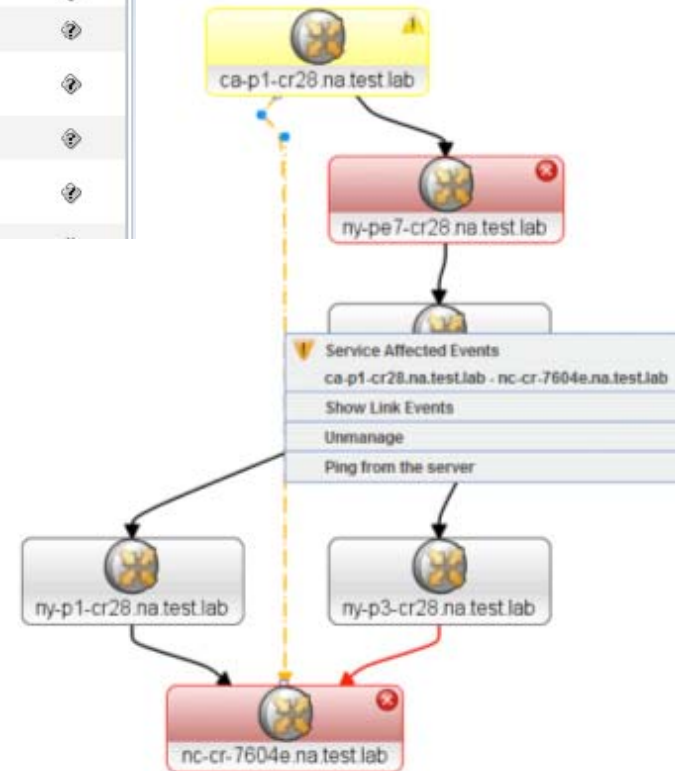 ca-p1-cr28.na.test.lab
ny-pe7-cr28.na.test.lab
Service Affected Events
ca-p1-cr28.na.test.lab - nc-cr-7604e.na.test.lab
Show Link Events
Unmanage
Ping from the server
ny-p1-cr28.na.test.lab
ny-p3-cr28.na.test.lab
nc-cr-7604e.na.test.lab